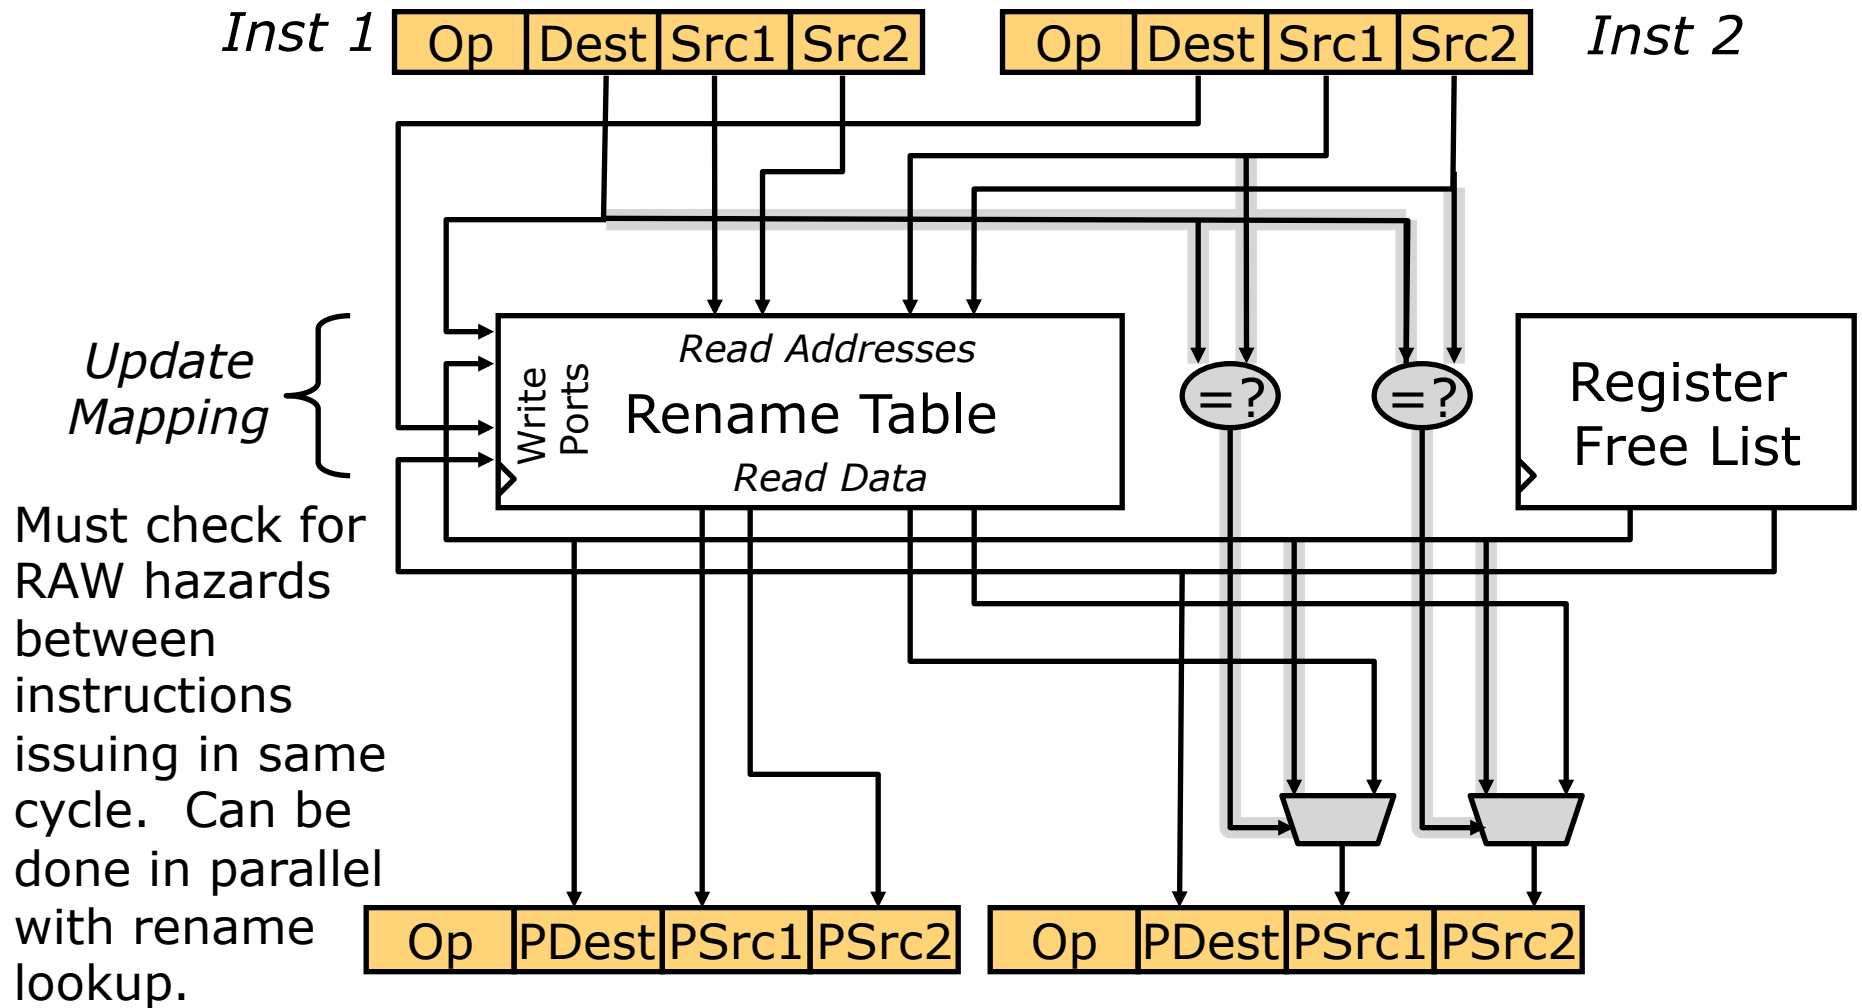 Inst 1
Op Dest Src1 Src2
Op Dest Src1 Src2
Inst 2
Update
Mapping
Write
Ports
Read Addresses
Rename Table
Read Data
=?
=?
Register
Free List
Must check for
RAW hazards
between
instructions
issuing in same
cycle. Can be
done in parallel
with rename
lookup.
Op PDest PSrc1 PSrc2
Op PDest PSrc1 PSrc2